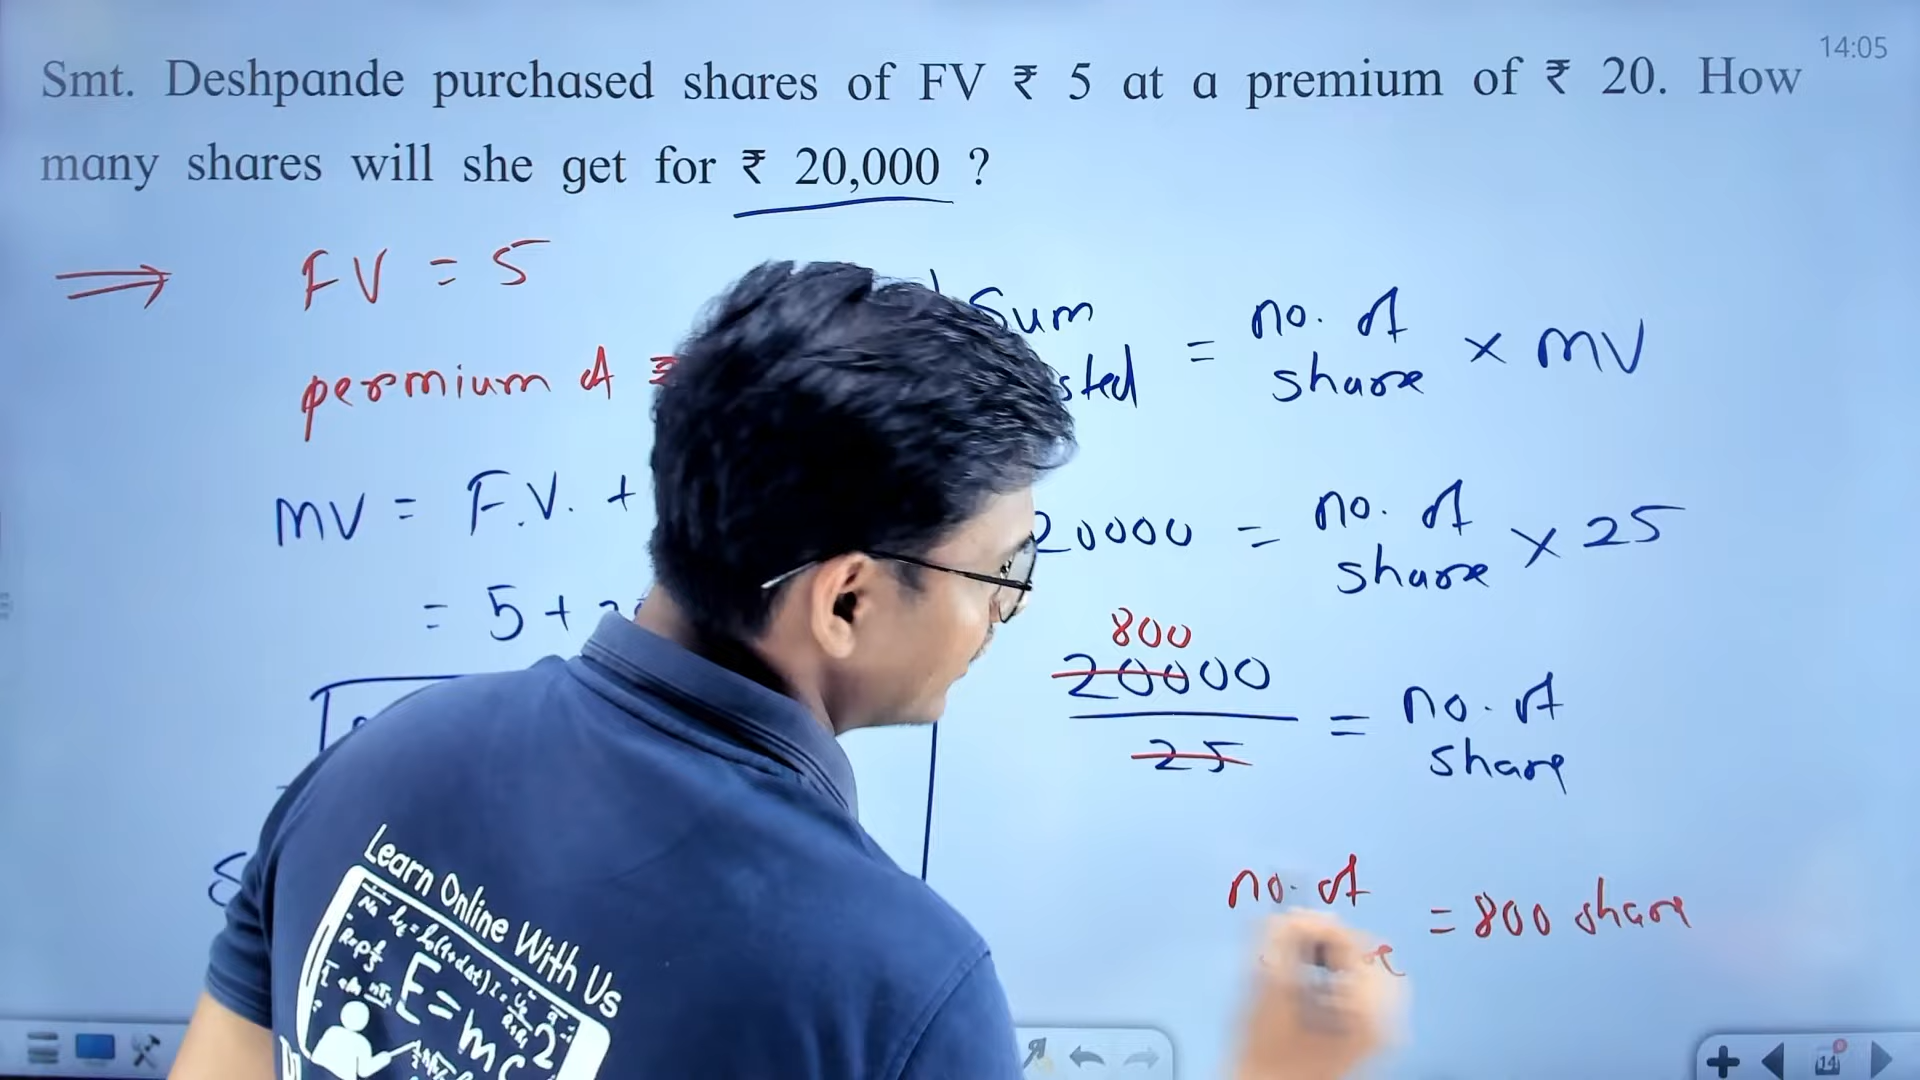 14:05
Smt. Deshpande purchased shares of FV ₹ 5 at a premium of ₹ 20. How
many shares will she get for ₹ 20,000 ?
FV = 5
permium of ₹
MV = F.V. +
= 5 +
Sum
= no. of share × MV
20000 = no. of share × 25
800
20000
25
= no. of share
no. of
= 800 share
Learn Online With Us
E=mc2
14